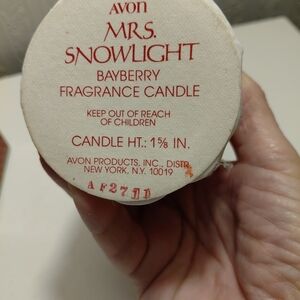 AVON
MRS.
SNOWLIGHT
BAYBERRY
FRAGRANCE CANDLE
KEEP OUT OF REACH
OF CHILDREN
CANDLE HT.: 1⅝ IN.
AVON PRODUCTS, INC., DISTR.
NEW YORK, N.Y. 10019